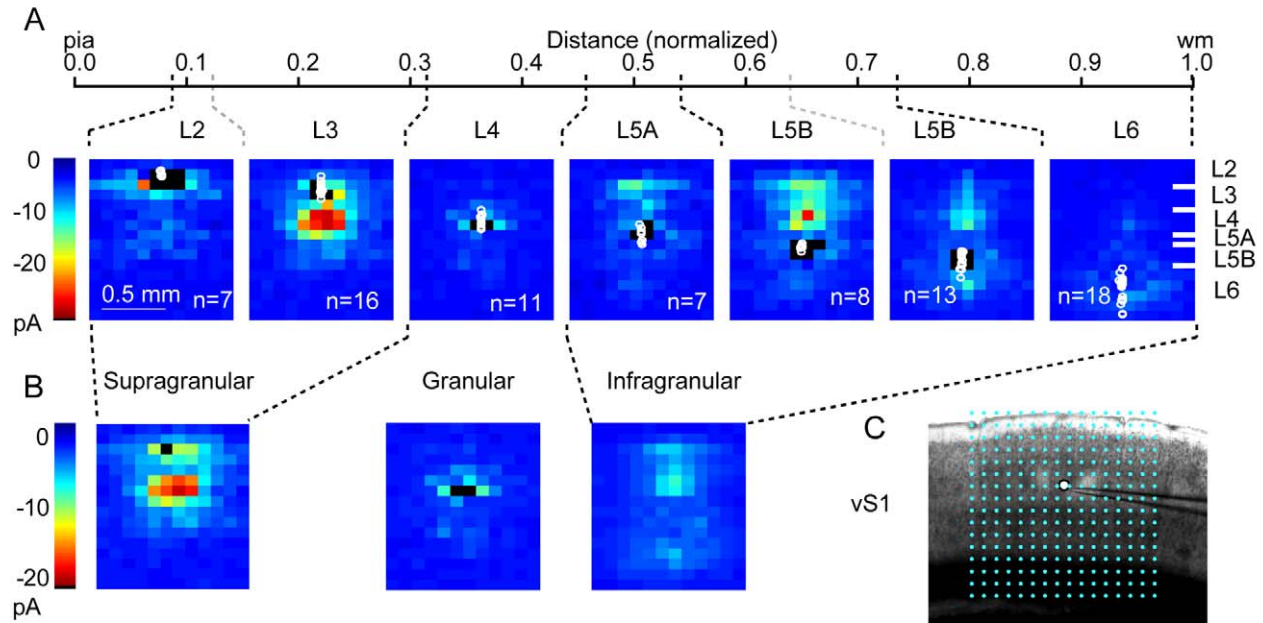 A
pia
Distance (normalized)
wm
0.0 0.1 0.2 0.3 0.4 0.5 0.6 0.7 0.8 0.9 1.0
L2 L3 L4 L5A L5B L5B L6
0
-10
-20
pA
0.5 mm
n=7
n=16
n=11
n=7
n=8
n=13
n=18
L2
L3
L4
L5A
L5B
L6
B
Supragranular
Granular
Infragranular
0
-10
-20
pA
C
vS1